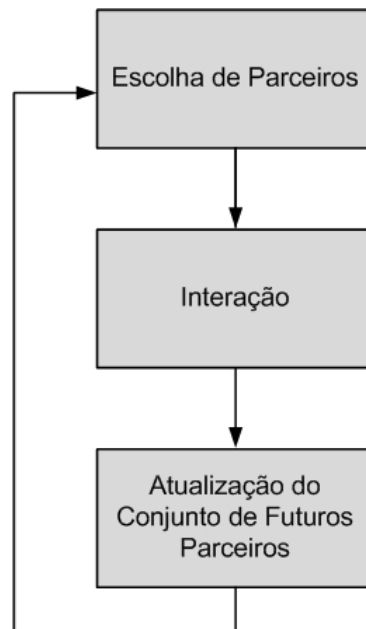 Escolha de Parceiros
Interação
Atualização do
Conjunto de Futuros
Parceiros